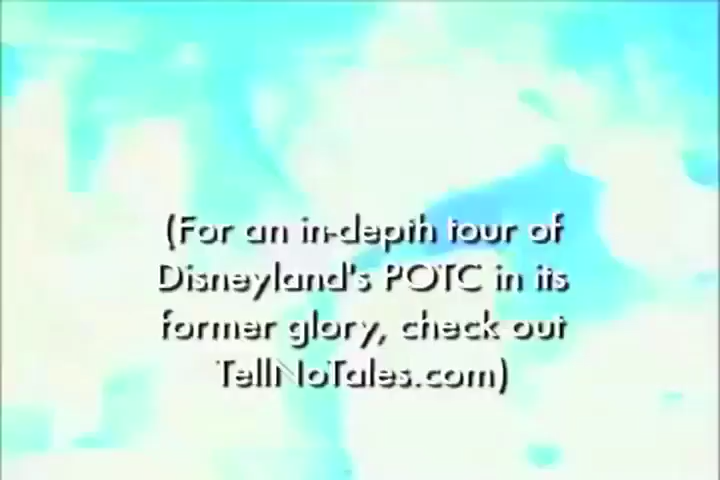 (For an in-depth tour of
Disneyland's POTC in its
former glory, check out
TellNoTales.com)